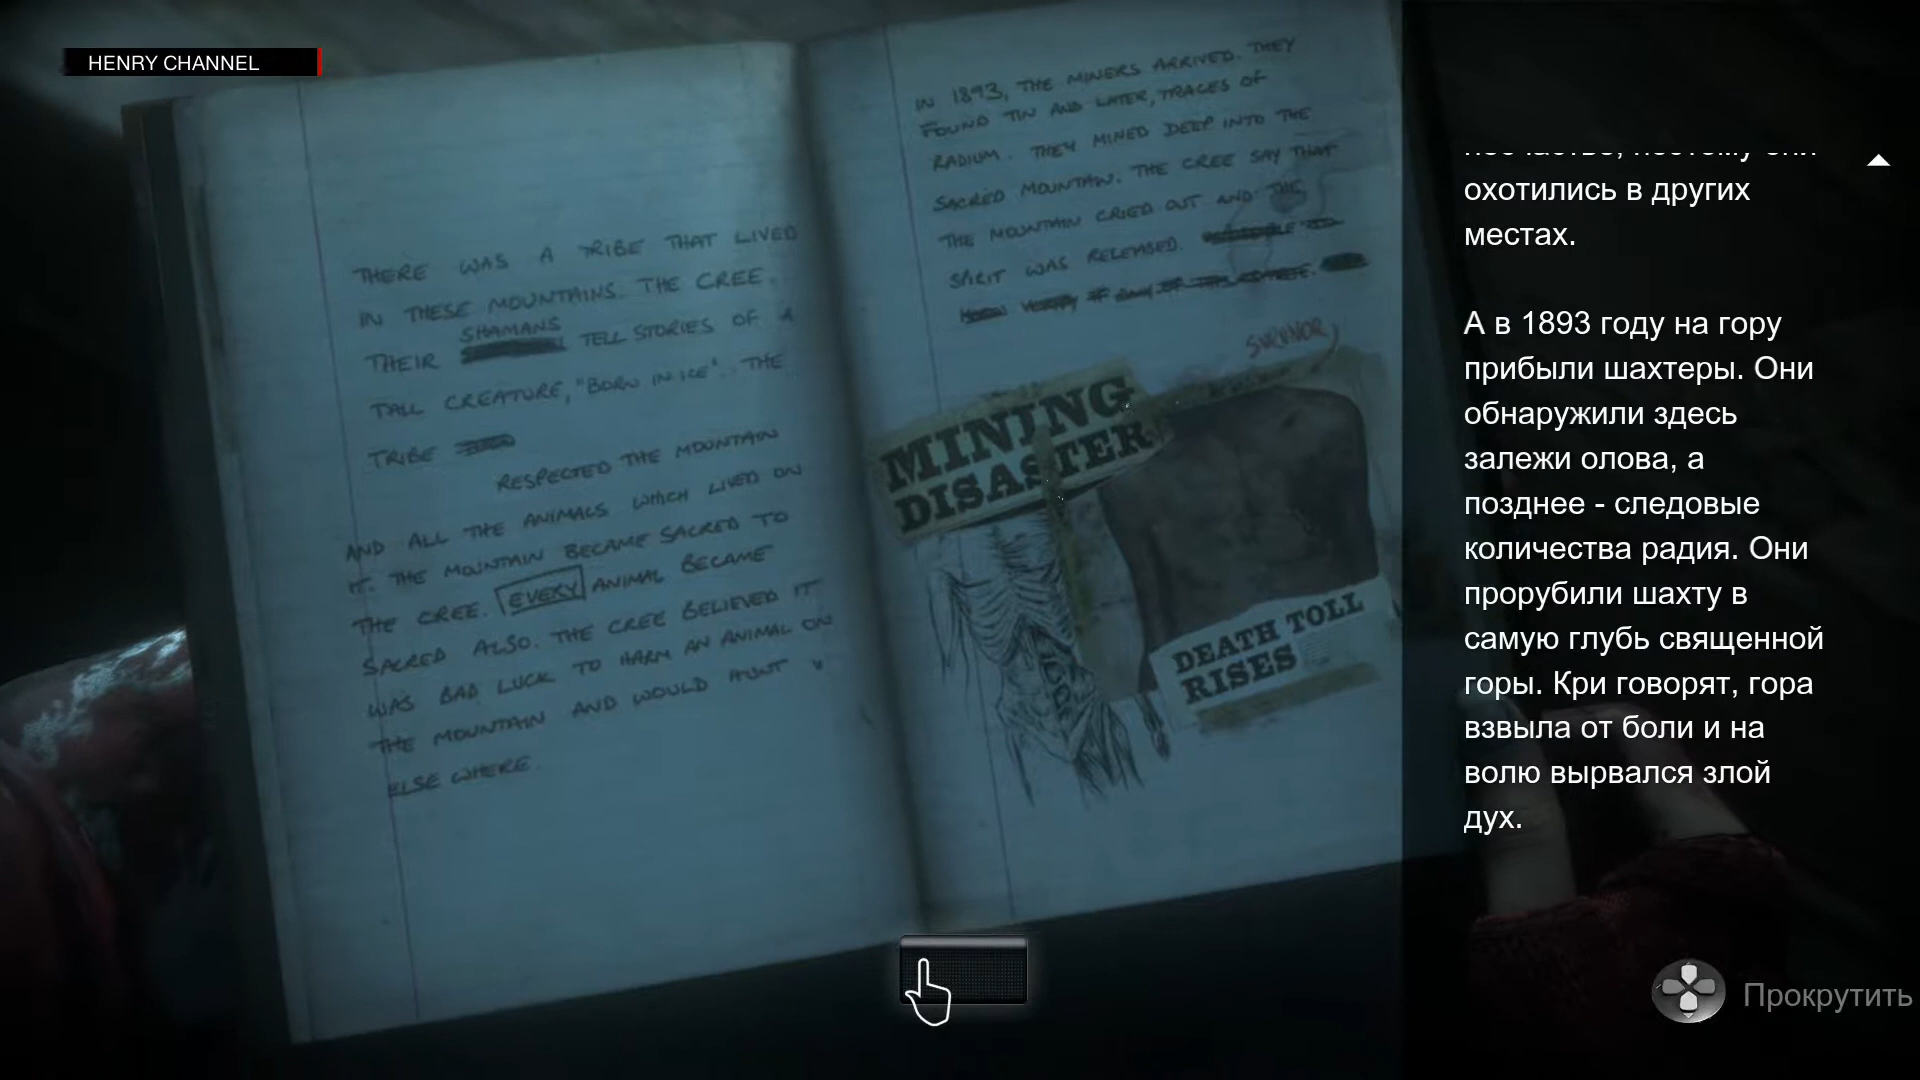 HENRY CHANNEL
THERE WAS A TRIBE THAT LIVED
IN THESE MOUNTAINS. THE CREE.
SHAMANS
THEIR TELL STORIES OF A
TALL CREATURE, "BORN IN ICE". THE
TRIBE
RESPECTED THE MOUNTAIN
AND ALL THE ANIMALS WHICH LIVED ON
IT. THE MOUNTAIN BECAME SACRED TO
THE CREE. EVERY ANIMAL BECAME
SACRED ALSO. THE CREE BELIEVED IT
WAS BAD LUCK TO HARM AN ANIMAL ON
THE MOUNTAIN AND WOULD HUNT
ELSE WHERE.
IN 1893, THE MINERS ARRIVED. THEY
FOUND TIN AND LATER, TRACES OF
RADIUM. THEY MINED DEEP INTO THE
SACRED MOUNTAIN. THE CREE SAY THAT
THE MOUNTAIN CRIED OUT AND THE
SPIRIT WAS RELEASED.
SURVIVOR
MINING
DISASTER
DEATH TOLL
RISES
охотились в других
местах.
А в 1893 году на гору
прибыли шахтеры. Они
обнаружили здесь
залежи олова, а
позднее - следовые
количества радия. Они
прорубили шахту в
самую глубь священной
горы. Кри говорят, гора
взвыла от боли и на
волю вырвался злой
дух.
Прокрутить